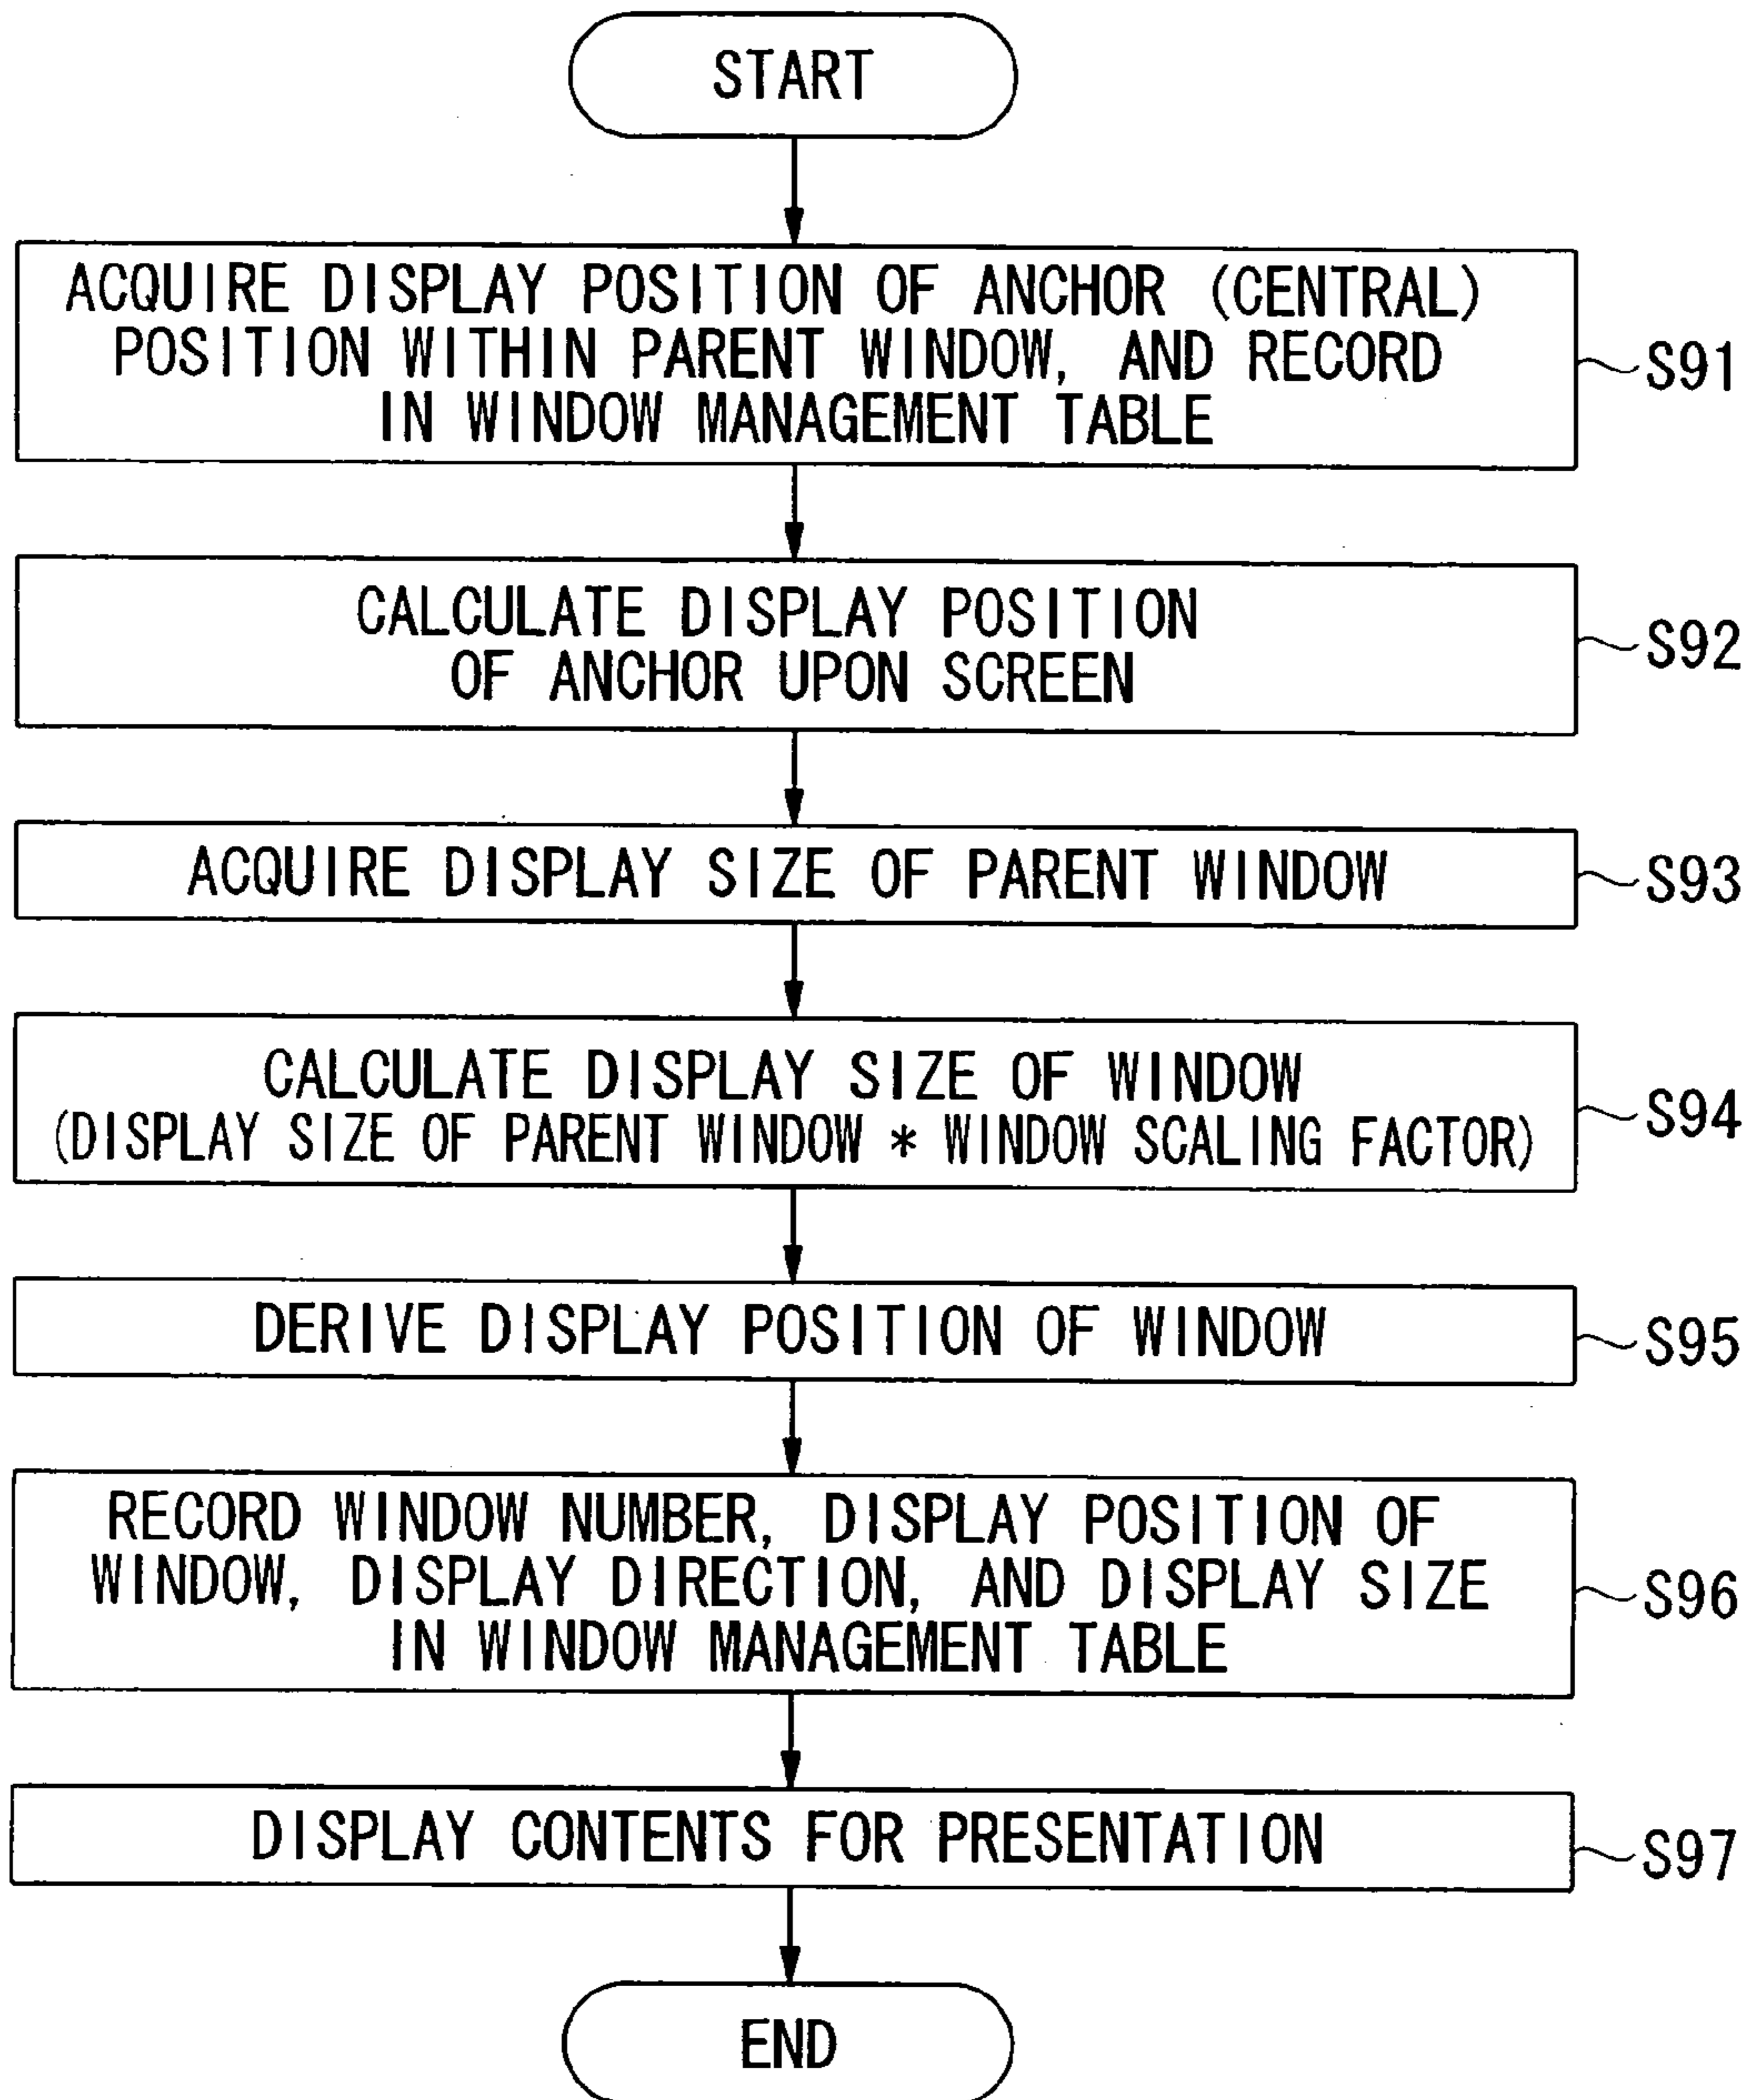 START
ACQUIRE DISPLAY POSITION OF ANCHOR (CENTRAL)
POSITION WITHIN PARENT WINDOW, AND RECORD
IN WINDOW MANAGEMENT TABLE
S91
CALCULATE DISPLAY POSITION
OF ANCHOR UPON SCREEN
S92
ACQUIRE DISPLAY SIZE OF PARENT WINDOW
S93
CALCULATE DISPLAY SIZE OF WINDOW
(DISPLAY SIZE OF PARENT WINDOW * WINDOW SCALING FACTOR)
S94
DERIVE DISPLAY POSITION OF WINDOW
S95
RECORD WINDOW NUMBER, DISPLAY POSITION OF
WINDOW, DISPLAY DIRECTION, AND DISPLAY SIZE
IN WINDOW MANAGEMENT TABLE
S96
DISPLAY CONTENTS FOR PRESENTATION
S97
END